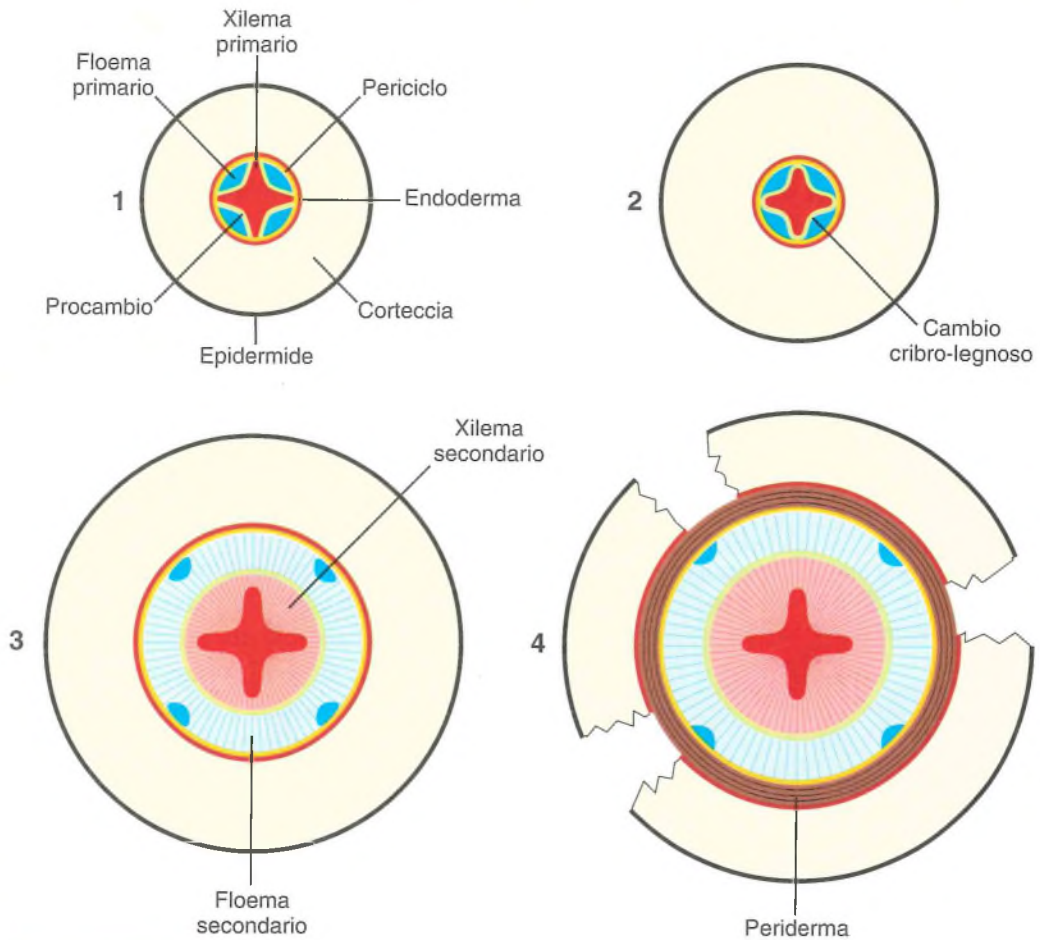 Xilema
primario
Floema
primario
Periciclo
1
Endoderma
2
Procambio
Corteccia
Epidermide
Cambio
cribro-legnoso
Xilema
secondario
3
4
Floema
secondario
Periderma